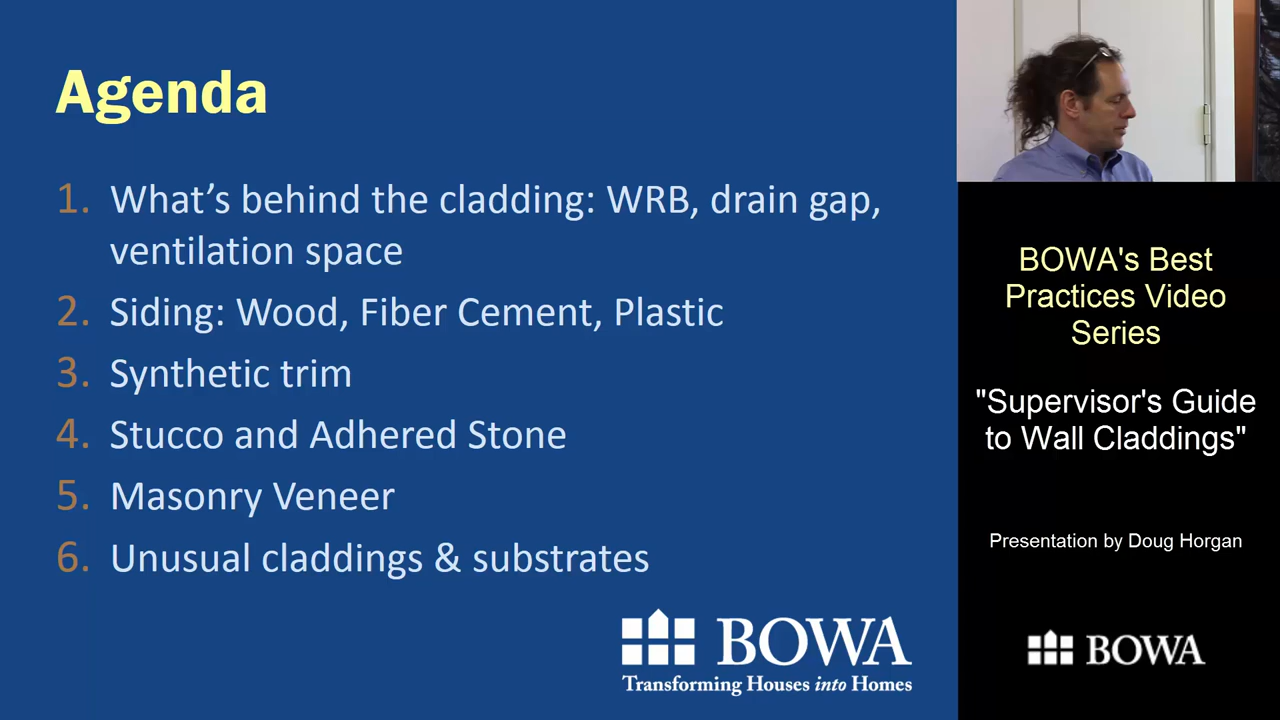 Agenda
1. What’s behind the cladding: WRB, drain gap,
ventilation space
2. Siding: Wood, Fiber Cement, Plastic
3. Synthetic trim
4. Stucco and Adhered Stone
5. Masonry Veneer
6. Unusual claddings & substrates
BOWA
Transforming Houses into Homes
BOWA's Best
Practices Video
Series
"Supervisor's Guide
to Wall Claddings"
Presentation by Doug Horgan
BOWA